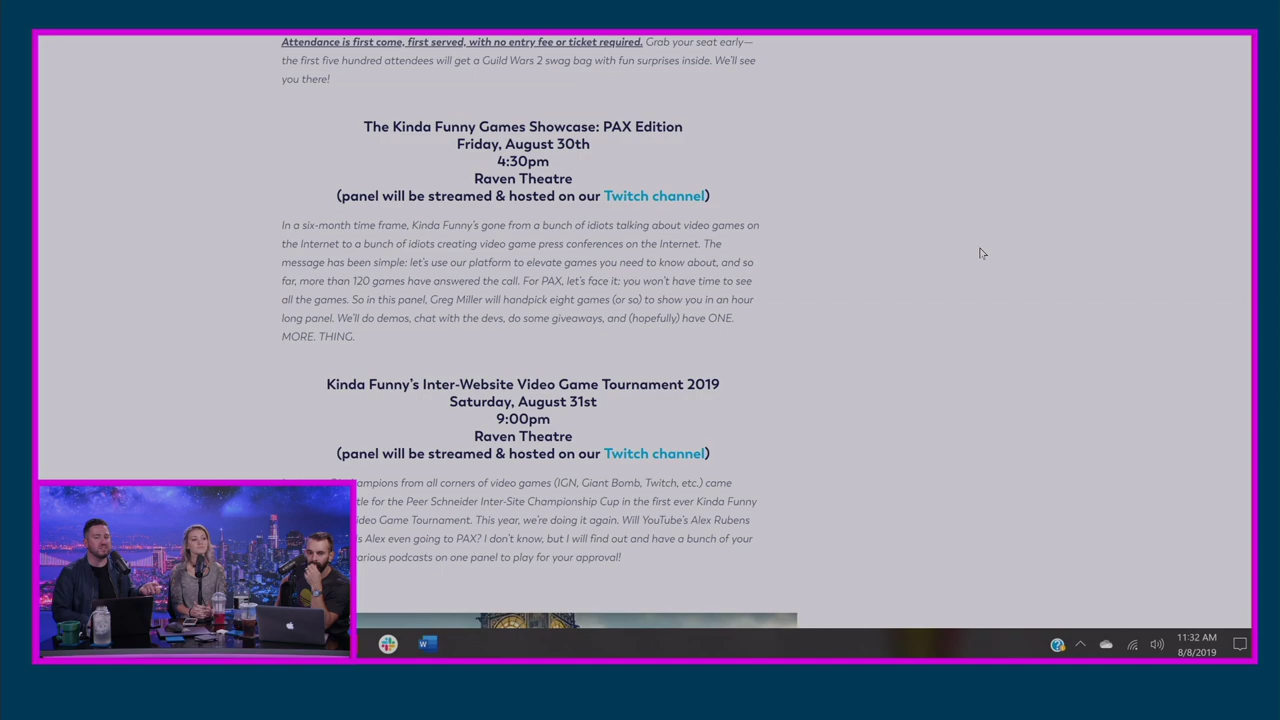 Attendance is first come, first served, with no entry fee or ticket required. Grab your seat early—
the first five hundred attendees will get a Guild Wars 2 swag bag with fun surprises inside. We'll see
you there!
The Kinda Funny Games Showcase: PAX Edition
Friday, August 30th
4:30pm
Raven Theatre
(panel will be streamed & hosted on our Twitch channel)
In a six-month time frame, Kinda Funny's gone from a bunch of idiots talking about video games on
the Internet to a bunch of idiots creating video game press conferences on the Internet. The
message has been simple: let's use our platform to elevate games you need to know about, and so
far, more than 120 games have answered the call. For PAX, let's face it: you won't have time to see
all the games. So in this panel, Greg Miller will handpick eight games (or so) to show you in an hour
long panel. We'll do demos, chat with the devs, do some giveaways, and (hopefully) have ONE.
MORE. THING.
Kinda Funny's Inter-Website Video Game Tournament 2019
Saturday, August 31st
9:00pm
Raven Theatre
(panel will be streamed & hosted on our Twitch channel)
from all corners of video games (IGN, Giant Bomb, Twitch, etc.) came
for the Peer Schneider Inter-Site Championship Cup in the first ever Kinda Funny
Game Tournament. This year, we're doing it again. Will YouTube's Alex Rubens
Alex even going to PAX? I don't know, but I will find out and have a bunch of your
podcasts on one panel to play for your approval!
11:32 AM
8/8/2019